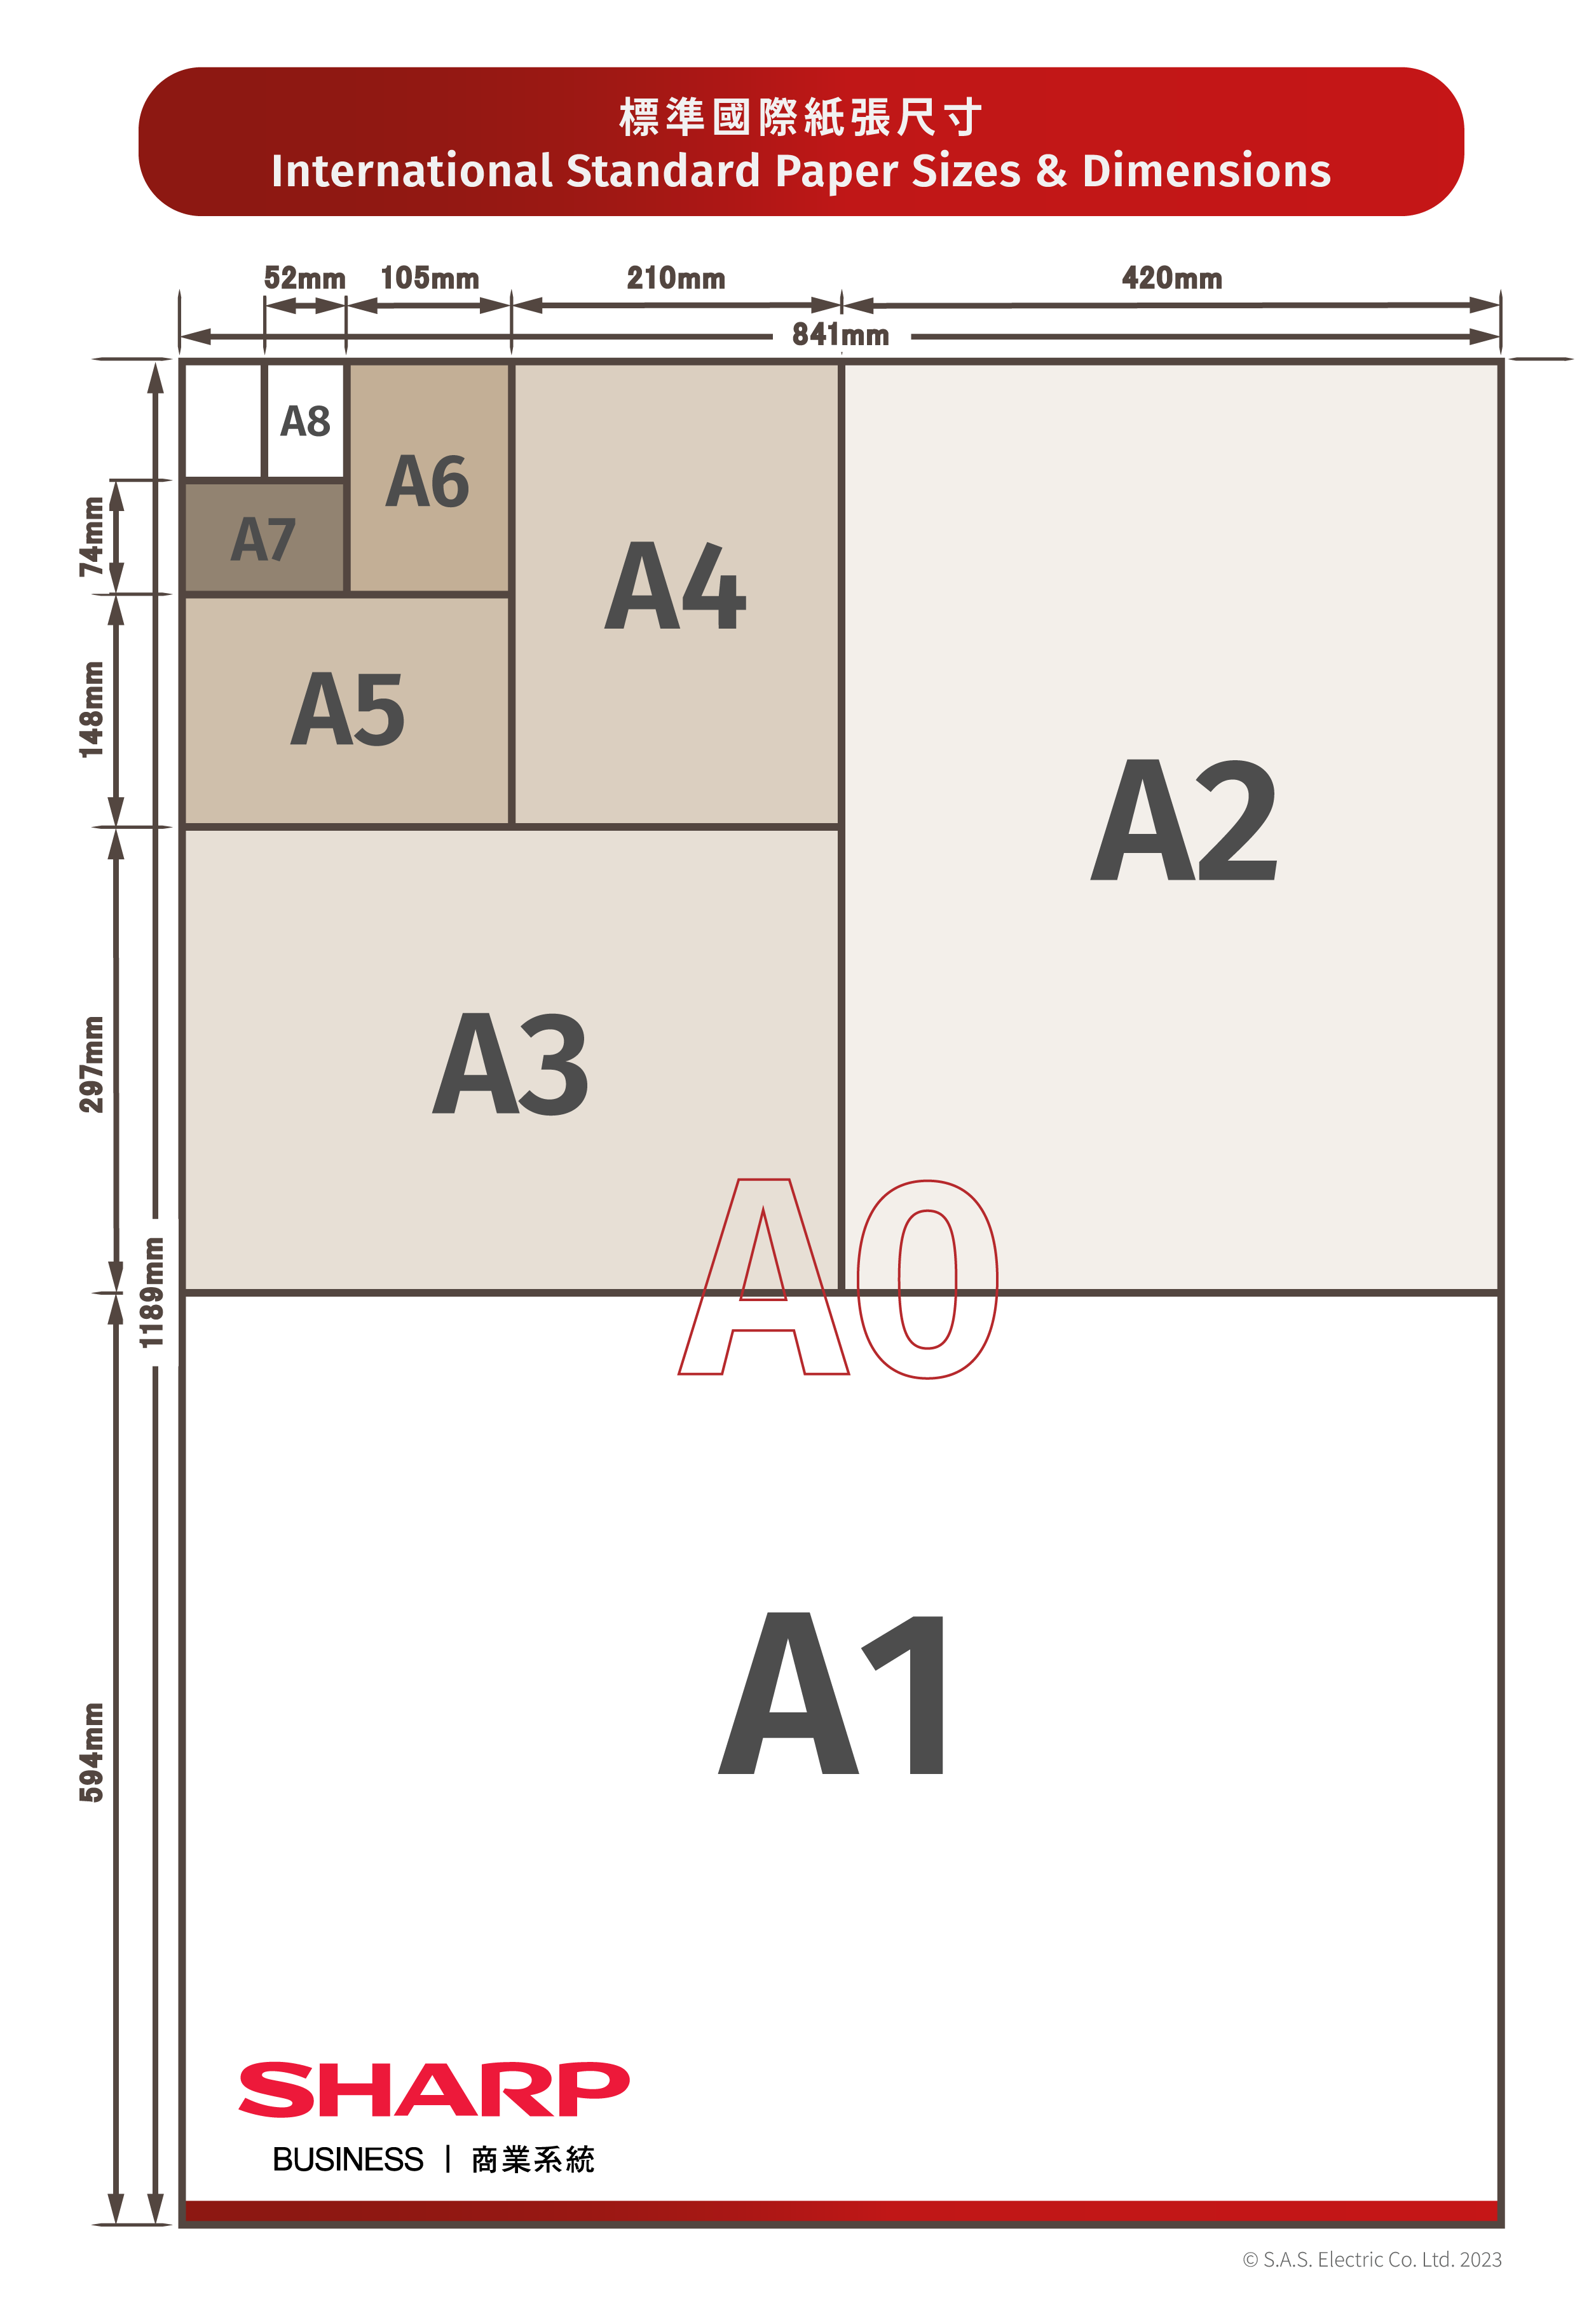 標準國際紙張尺寸
International Standard Paper Sizes & Dimensions
52mm
105mm
210mm
420mm
841mm
A8
A6
A7
A4
A5
A2
A3
A0
A1
74mm
148mm
297mm
1189mm
594mm
SHARP
BUSINESS | 商業系統
© S.A.S. Electric Co. Ltd. 2023